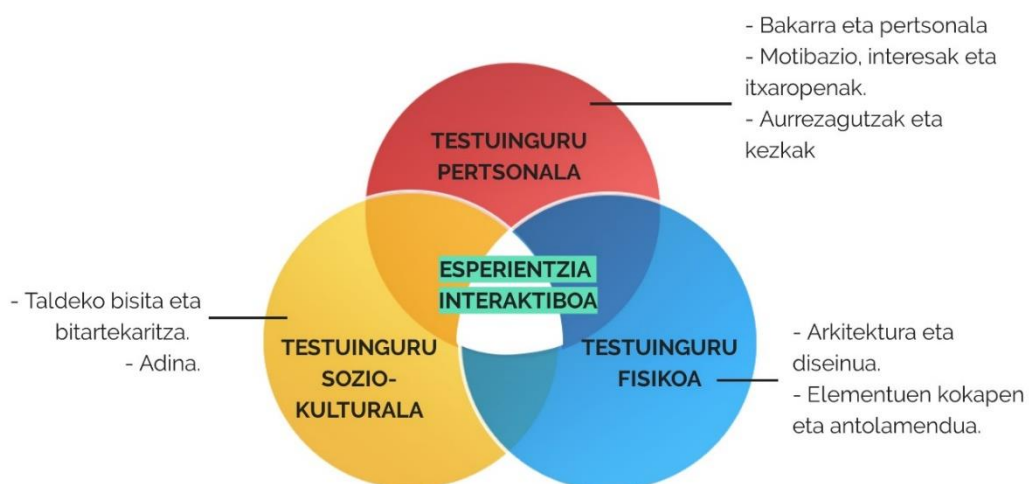 - Bakarra eta pertsonala
- Motibazio, interesak eta
itxaropenak.
- Aurrezagutzak eta
kezkak
TESTUINGURU
PERTSONALA
ESPERIENTZIA
INTERAKTIBOA
- Taldeko bisita eta
bitartekaritza.
- Adina.
TESTUINGURU
SOZIO-
KULTURALA
TESTUINGURU
FISIKOA
- Arkitektura eta
diseinua.
- Elementuen kokapen
eta antolamendua.